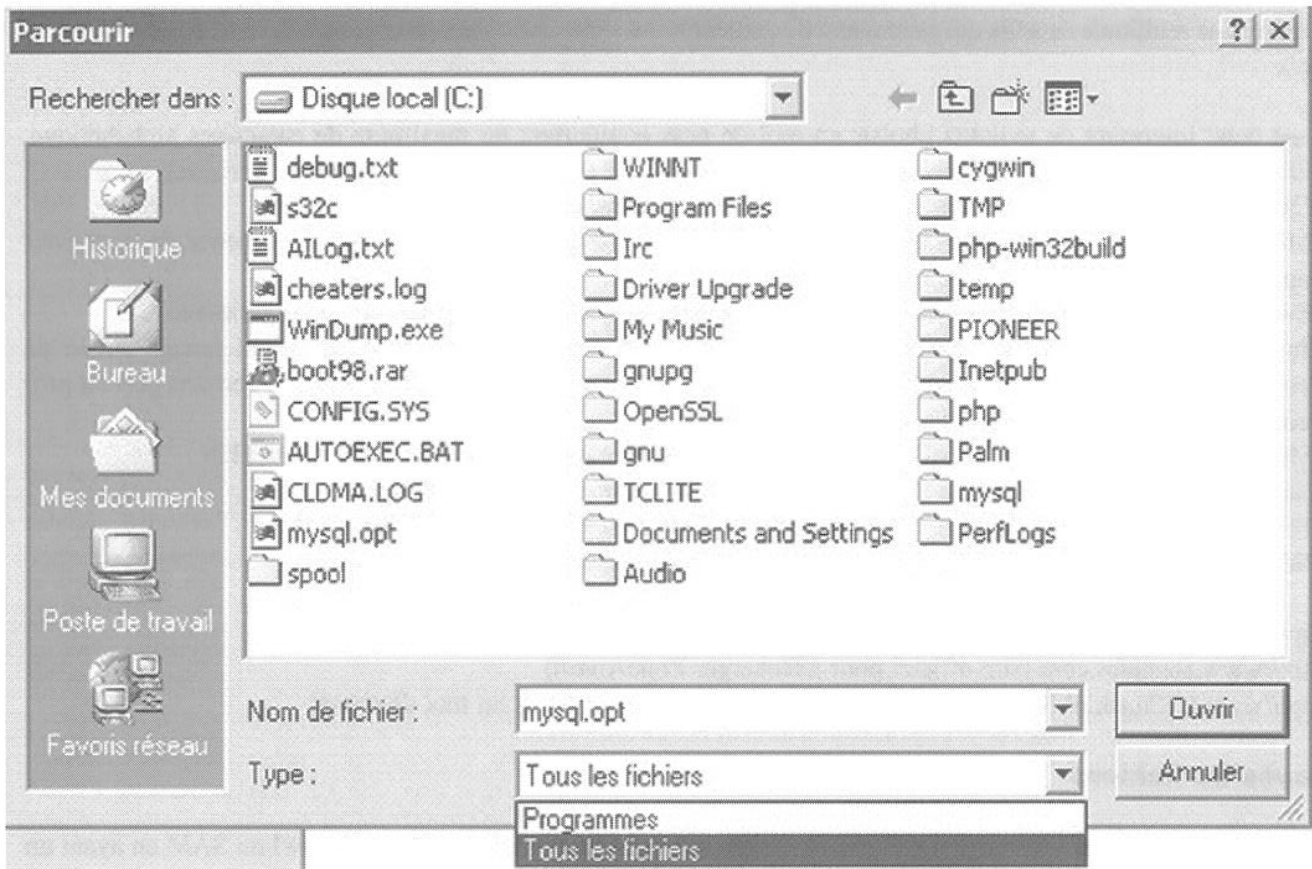 Parcourir
Rechercher dans :
Disque local (C:)
Historique
Bureau
Mes documents
Poste de travail
Favoris réseau
debug.txt
s32c
AILog.txt
cheaters.log
WinDump.exe
boot98.rar
CONFIG.SYS
AUTOEXEC.BAT
CLDMA.LOG
mysql.opt
spool
WINNT
Program Files
Irc
Driver Upgrade
My Music
gnupg
OpenSSL
gnu
TCLITE
Documents and Settings
Audio
cygwin
TMP
php-win32build
temp
PIONEER
Inetpub
php
Palm
mysql
PerfLogs
Nom de fichier :
mysql.opt
Ouvrir
Type :
Tous les fichiers
Annuler
Programmes
Tous les fichiers